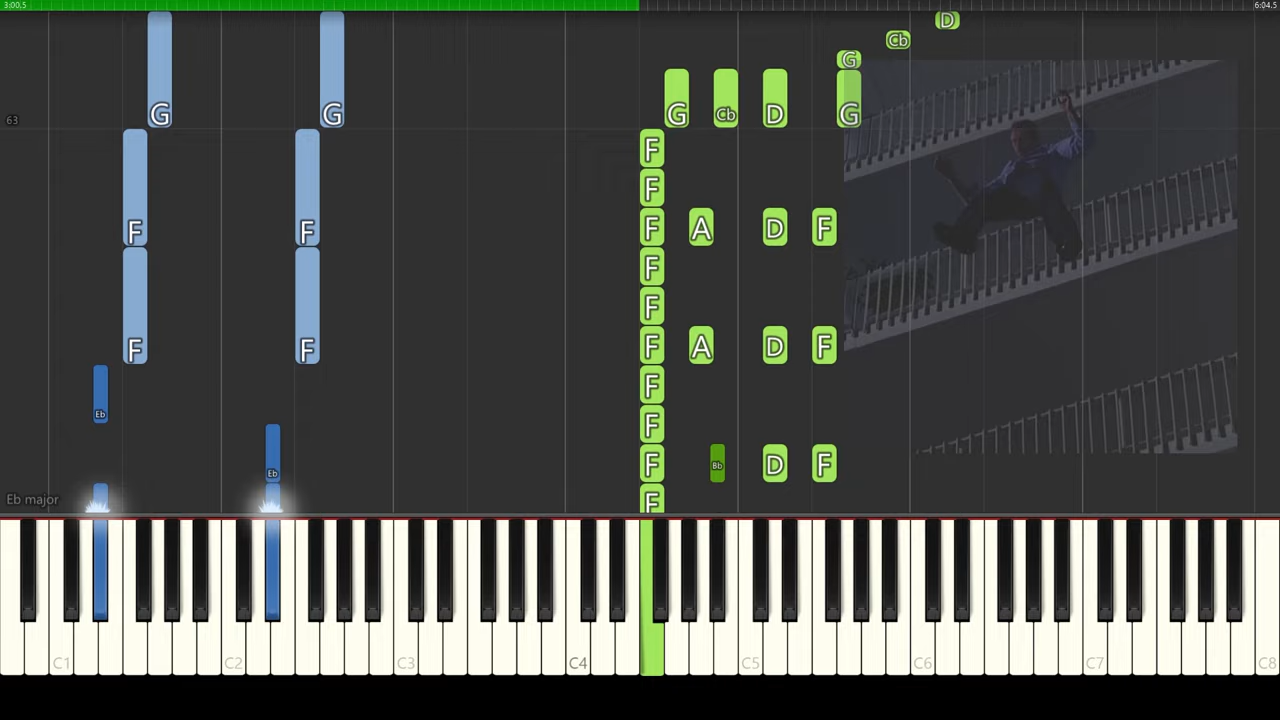 3:00.5 6:04.5
D
Cb
G
G G G Cb D G
63
F
F
F F F A D F
F
F
F F F A D F
F
Eb F
Eb F Bb D F
Eb major F
C1 C2 C3 C4 C5 C6 C7 C8